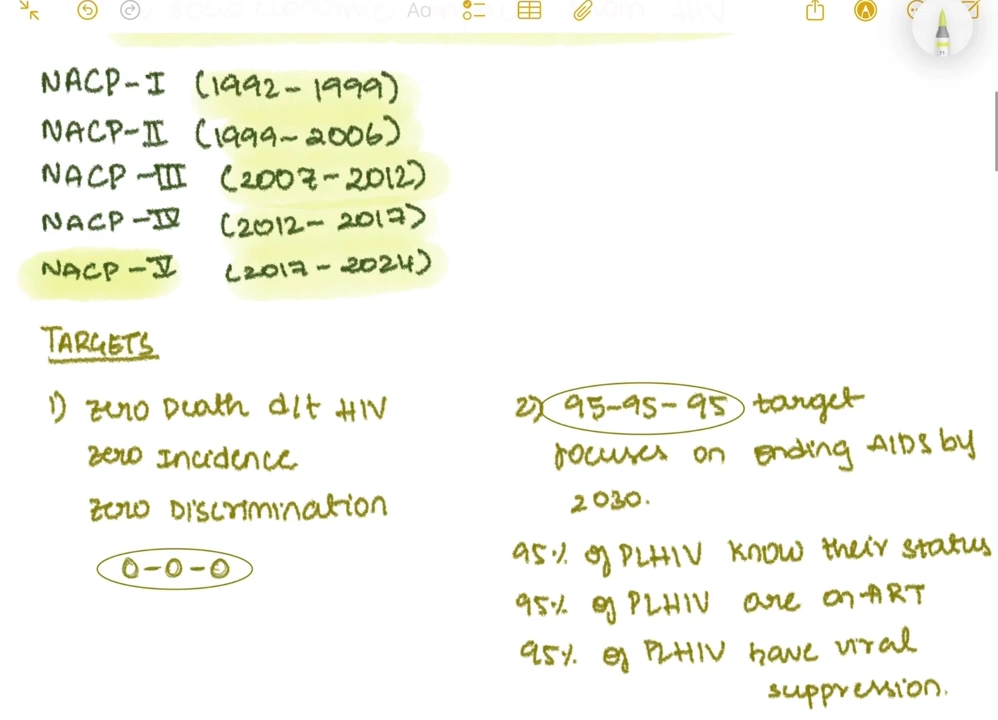 Aa
NACP-I (1992-1999)
NACP-II (1999-2006)
NACP-III (2007-2012)
NACP-IV (2012-2017)
NACP-V (2017-2024)
TARGETS
1) Zero Death d/t HIV
Zero Incidence
Zero Discrimination
0-0-0
2) 95-95-95 target
focuses on ending AIDS by
2030.
95% of PLHIV know their status
95% of PLHIV are on ART
95% of PLHIV have viral
suppression.